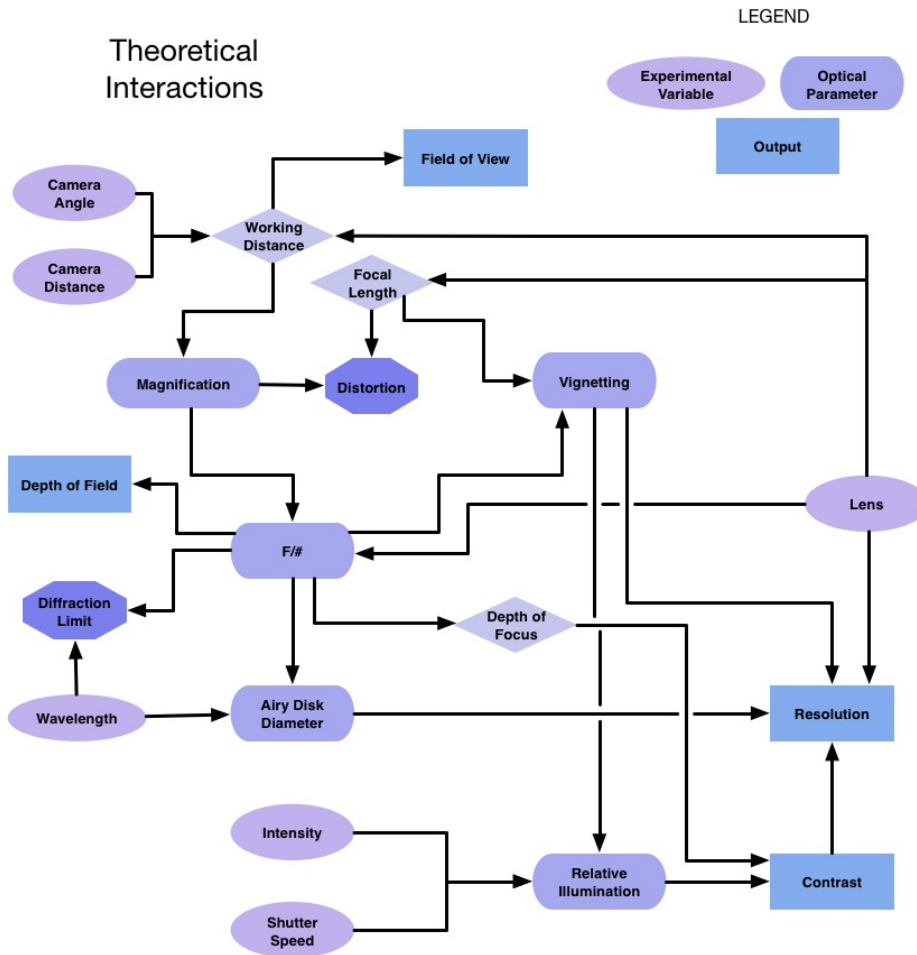 LEGEND
Theoretical
Interactions
Experimental
Variable
Optical
Parameter
Output
Field of View
Camera
Angle
Working
Distance
Camera
Distance
Focal
Length
Magnification
Distortion
Vignetting
Depth of Field
Lens
F/#
Diffraction
Limit
Depth of
Focus
Wavelength
Airy Disk
Diameter
Resolution
Intensity
Relative
Illumination
Contrast
Shutter
Speed